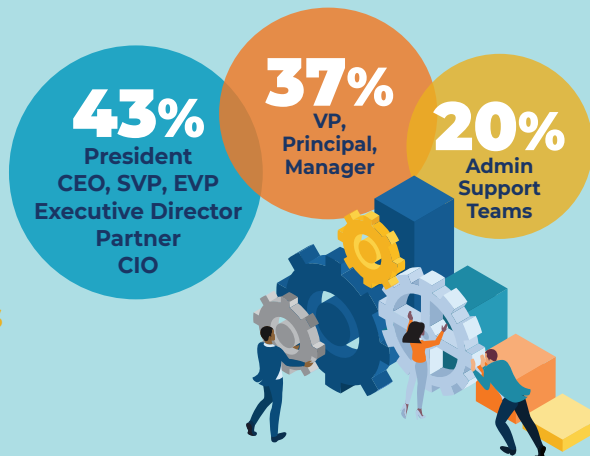 43%
President
CEO, SVP, EVP
Executive Director
Partner
CIO
37%
VP,
Principal,
Manager
20%
Admin
Support
Teams